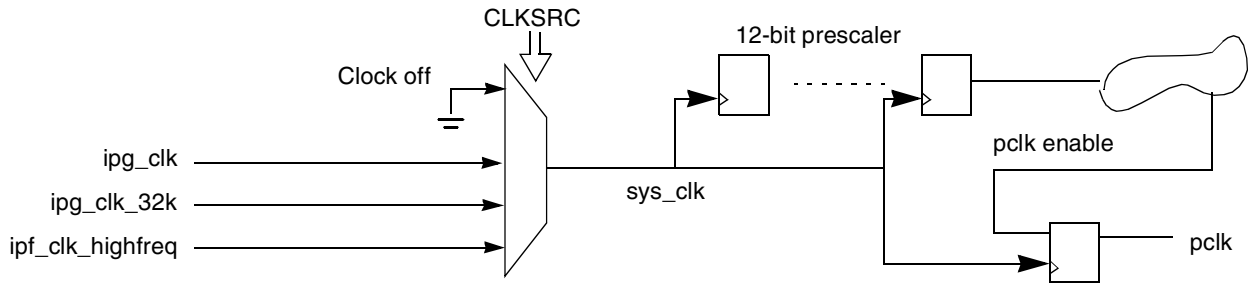 CLKSRC
12-bit prescaler
Clock off
ipg_clk
pclk enable
ipg_clk_32k
sys_clk
ipf_clk_highfreq
pclk